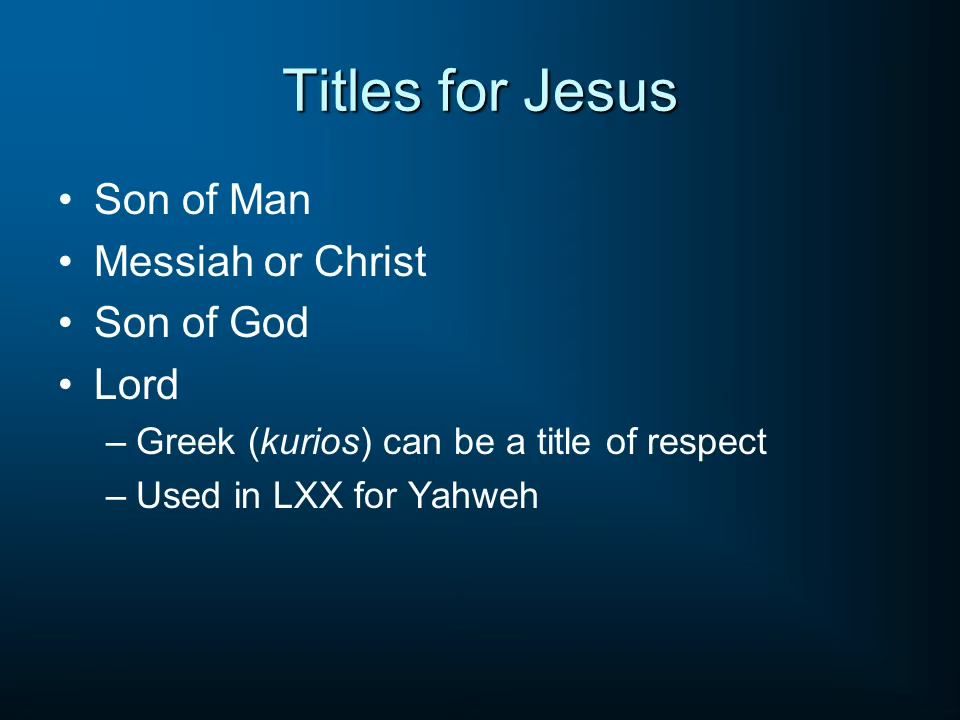 Titles for Jesus
• Son of Man
• Messiah or Christ
• Son of God
• Lord
– Greek (kurios) can be a title of respect
– Used in LXX for Yahweh